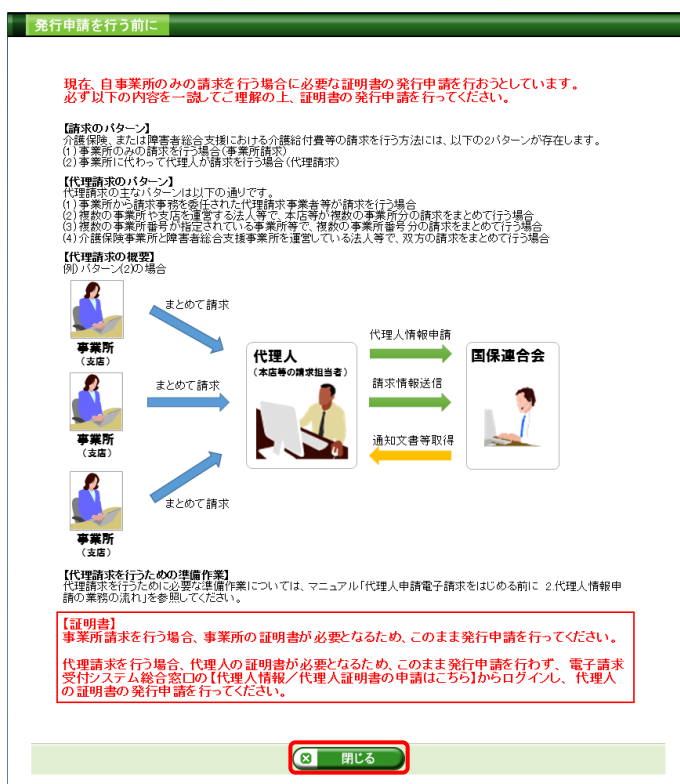 発行申請を行う前に
現在、自事業所のみの請求を行う場合に必要な証明書の発行申請を行おうとしています。
必ず以下の内容を一読してご理解の上、証明書の発行申請を行ってください。
【請求のパターン】
介護保険、または障害者総合支援における介護給付費等の請求を行う方法には、以下の2パターンが存在します。
(1)事業所のみの請求を行う場合(事業所請求)
(2)事業所に代わって代理人が請求を行う場合(代理請求)
【代理請求のパターン】
代理請求の主なパターンは以下の通りです。
(1)事業所から請求事務を委任された代理請求事業者等が請求を行う場合
(2)複数の事業所や支店を運営する法人等で、本店等が複数の事業所分の請求をまとめて行う場合
(3)複数の事業所番号が指定されている事業所等で、複数の事業所番号分の請求をまとめて行う場合
(4)介護保険事業所と障害者総合支援事業所を運営している法人等で、双方の請求をまとめて行う場合
【代理請求の概要】
例)パターン(2)の場合
まとめて請求
事業所
(支店)
まとめて請求
事業所
(支店)
まとめて請求
事業所
(支店)
代理人
(本店等の請求担当者)
代理人情報申請
請求情報送信
通知文書等取得
国保連合会
【代理請求を行うための準備作業】
代理請求を行うために必要な準備作業については、マニュアル「代理人申請電子請求をはじめる前に 2.代理人情報申
請の業務の流れ」を参照してください。
【証明書】
事業所請求を行う場合、事業所の証明書が必要となるため、このまま発行申請を行ってください。
代理請求を行う場合、代理人の証明書が必要となるため、このまま発行申請を行わず、電子請求
受付システム総合窓口の【代理人情報／代理人証明書の申請はこちら】からログインし、代理人
の証明書の発行申請を行ってください。
閉じる